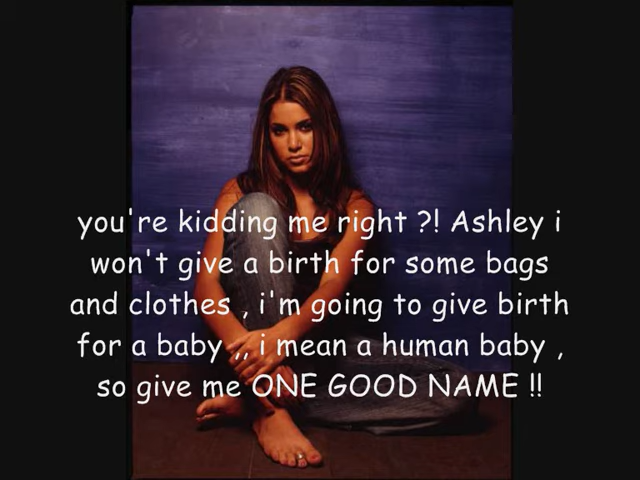 you're kidding me right ?! Ashley i
won't give a birth for some bags
and clothes , i'm going to give birth
for a baby ,, i mean a human baby ,
so give me ONE GOOD NAME !!